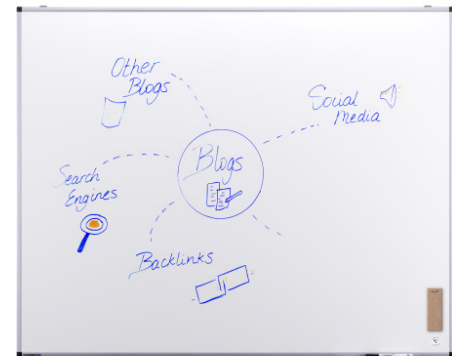 Other
Blogs
Social
Media
Blogs
Search
Engines
Backlinks